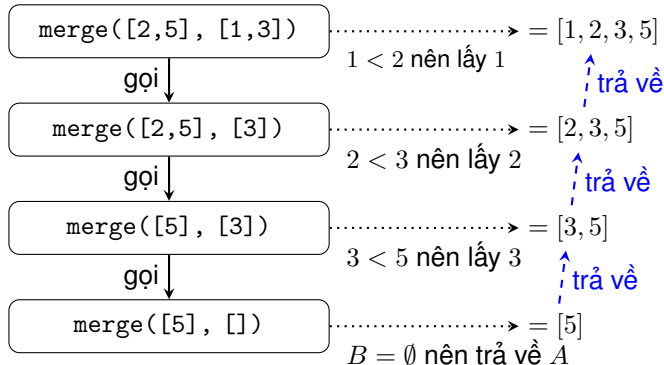 merge([2,5], [1,3]) = [1, 2, 3, 5]
1 < 2 nên lấy 1
gọi trả về
merge([2,5], [3]) = [2, 3, 5]
2 < 3 nên lấy 2
gọi trả về
merge([5], [3]) = [3, 5]
3 < 5 nên lấy 3
gọi trả về
merge([5], []) = [5]
B = ∅ nên trả về A